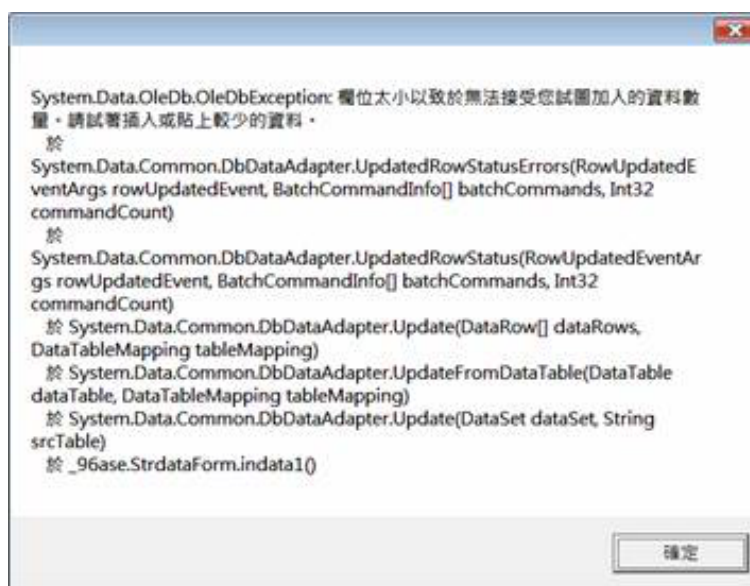 System.Data.OleDb.OleDbException: 欄位太小以致於無法接受您試圖加入的資料數
量。請試著插入或貼上較少的資料。
於
System.Data.Common.DbDataAdapter.UpdatedRowStatusErrors(RowUpdatedE
ventArgs rowUpdatedEvent, BatchCommandInfo[] batchCommands, Int32
commandCount)
於
System.Data.Common.DbDataAdapter.UpdatedRowStatus(RowUpdatedEventAr
gs rowUpdatedEvent, BatchCommandInfo[] batchCommands, Int32
commandCount)
於 System.Data.Common.DbDataAdapter.Update(DataRow[] dataRows,
DataTableMapping tableMapping)
於 System.Data.Common.DbDataAdapter.UpdateFromDataTable(DataTable
dataTable, DataTableMapping tableMapping)
於 System.Data.Common.DbDataAdapter.Update(DataSet dataSet, String
srcTable)
於 _96ase.StrdataForm.indata1()
確定